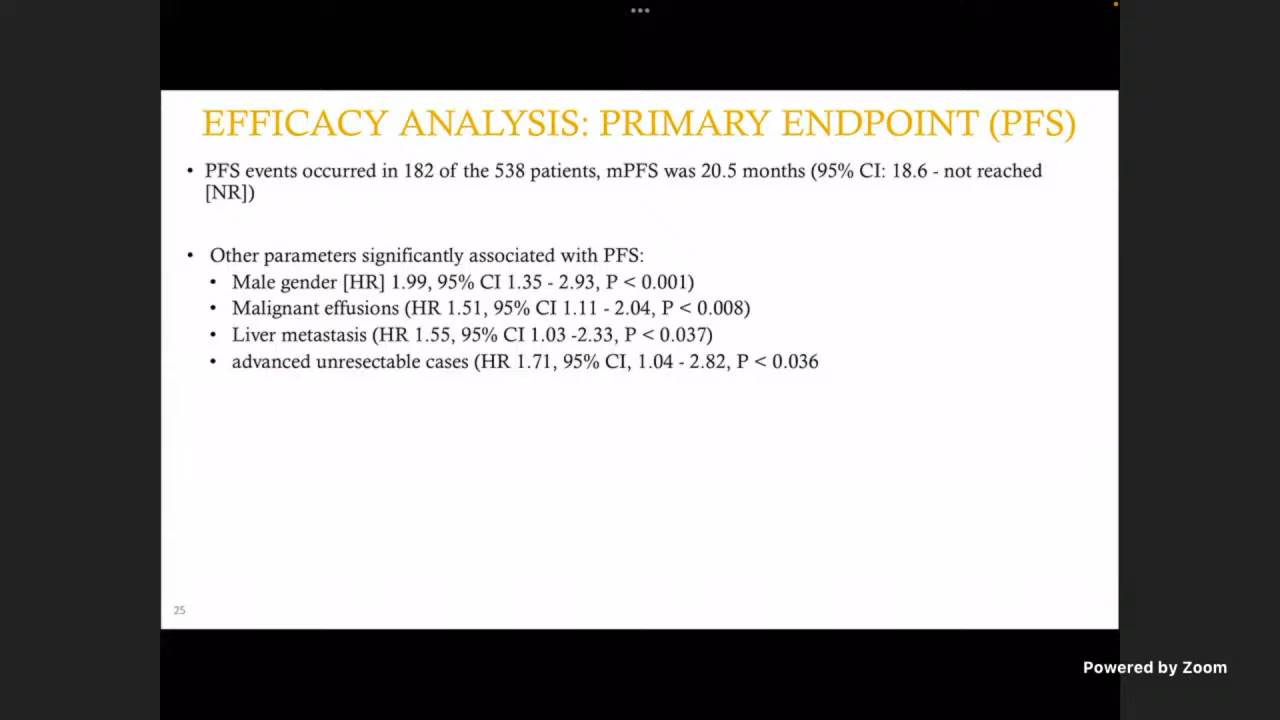 EFFICACY ANALYSIS: PRIMARY ENDPOINT (PFS)
• PFS events occurred in 182 of the 538 patients, mPFS was 20.5 months (95% CI: 18.6 - not reached
[NR])
• Other parameters significantly associated with PFS:
• Male gender [HR] 1.99, 95% CI 1.35 - 2.93, P < 0.001)
• Malignant effusions (HR 1.51, 95% CI 1.11 - 2.04, P < 0.008)
• Liver metastasis (HR 1.55, 95% CI 1.03 -2.33, P < 0.037)
• advanced unresectable cases (HR 1.71, 95% CI, 1.04 - 2.82, P < 0.036
25
Powered by Zoom